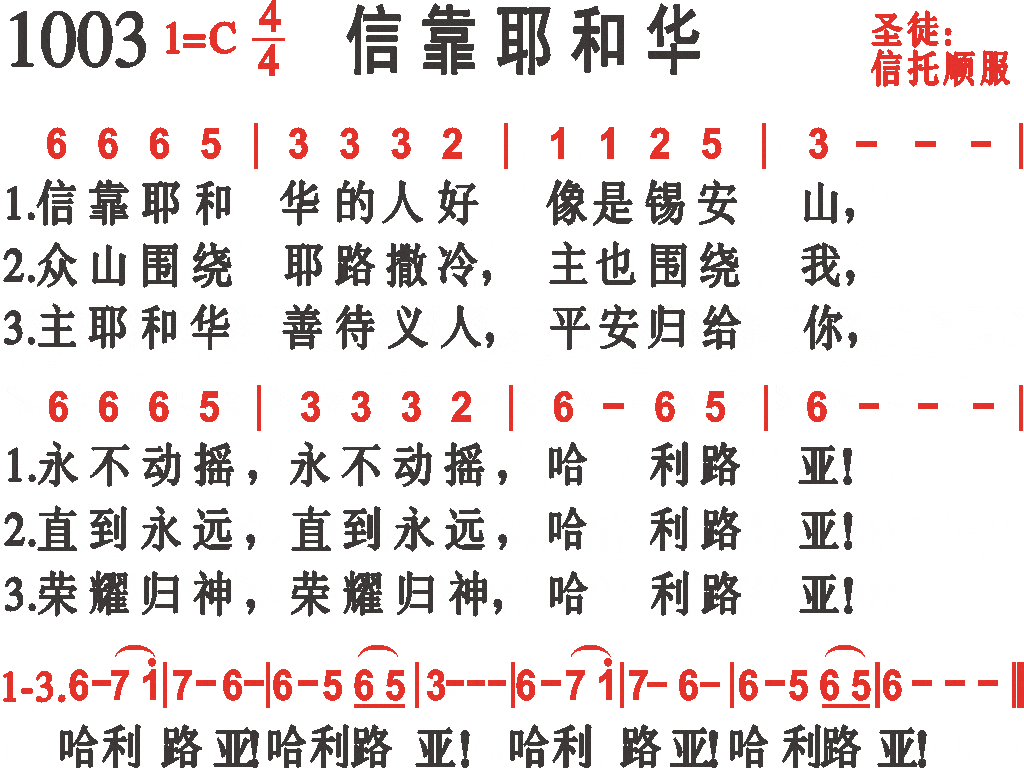 1003 1=C 4/4 信靠耶和华 圣徒：
信托顺服
6 6 6 5 | 3 3 3 2 | 1 1 2 5 | 3 - - - |
1.信靠耶和 华的人好 像是锡安 山，
2.众山围绕 耶路撒冷， 主也围绕 我，
3.主耶和华 善待义人， 平安归给 你，
6 6 6 5 | 3 3 3 2 | 6 - 6 5 | 6 - - - |
1.永不动摇，永不动摇，哈 利路 亚！
2.直到永远，直到永远，哈 利路 亚！
3.荣耀归神，荣耀归神，哈 利路 亚！
1-3. 6-7 i|7-6-|6-5 6 5|3---|6-7 i|7-6-|6-5 6 5|6---‖
哈利 路亚!哈利路 亚! 哈利 路亚!哈利路亚!